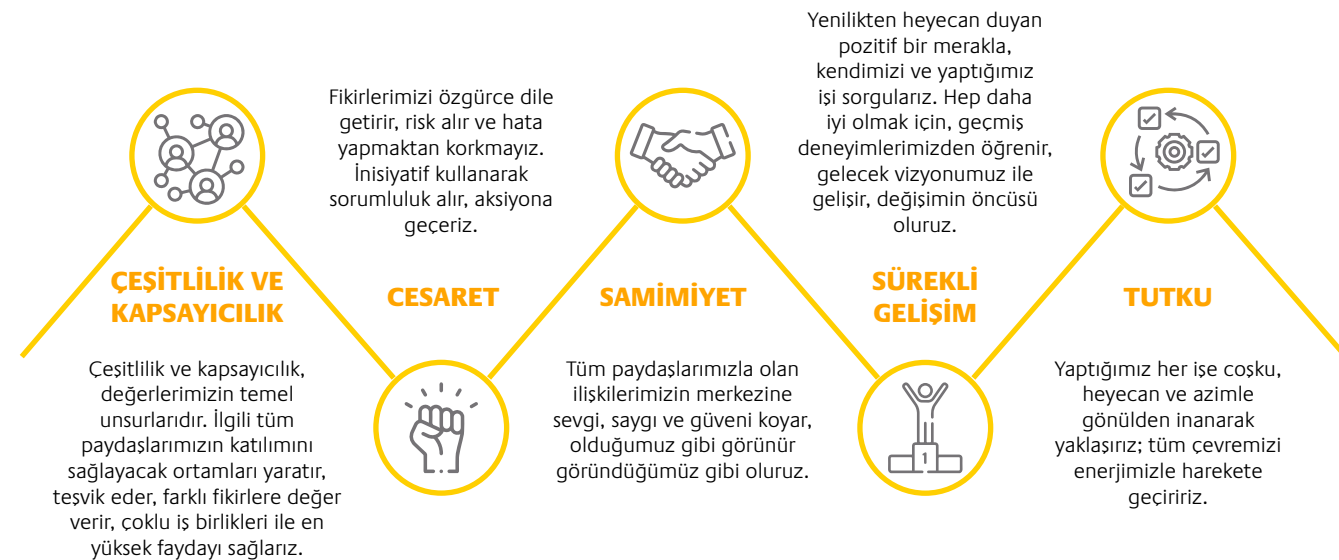 ÇEŞİTLİLİK VE
KAPSAYICILIK
Çeşitlilik ve kapsayıcılık,
değerlerimizin temel
unsurlarıdır. İlgili tüm
paydaşlarımızın katılımını
sağlayacak ortamları yaratır,
teşvik eder, farklı fikirlere değer
verir, çoklu iş birlikleri ile en
yüksek faydayı sağlarız.
Fikirlerimizi özgürce dile
getirir, risk alır ve hata
yapmaktan korkmayız.
İnisiyatif kullanarak
sorumluluk alır, aksiyona
geçeriz.
CESARET
SAMİMİYET
Tüm paydaşlarımızla olan
ilişkilerimizin merkezine
sevgi, saygı ve güveni koyar,
olduğumuz gibi görünür
göründüğümüz gibi oluruz.
Yenilikten heyecan duyan
pozitif bir merakla,
kendimizi ve yaptığımız
işi sorgularız. Hep daha
iyi olmak için, geçmiş
deneyimlerimizden öğrenir,
gelecek vizyonumuz ile
gelişir, değişimin öncüsü
oluruz.
SÜREKLİ
GELİŞİM
1
TUTKU
Yaptığımız her işe coşku,
heyecan ve azimle
gönülden inanarak
yaklaşırız; tüm çevremizi
enerjimizle harekete
geçiririz.